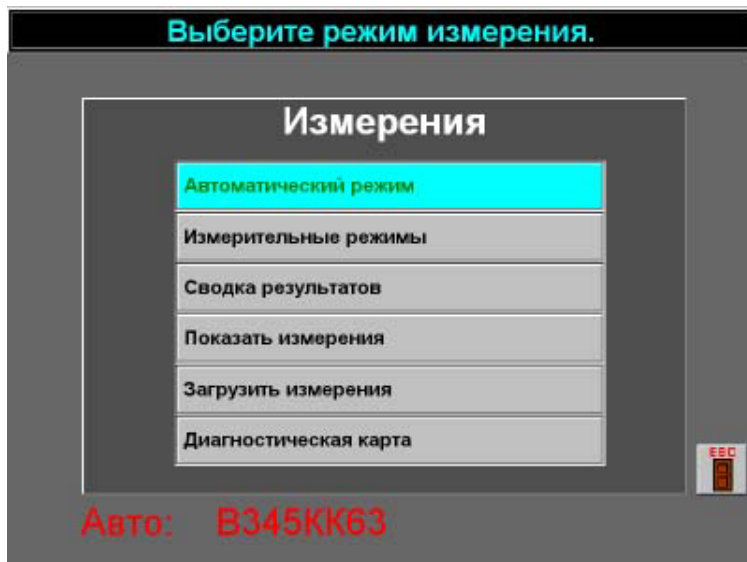 Выберите режим измерения.
Измерения
Автоматический режим
Измерительные режимы
Сводка результатов
Показать измерения
Загрузить измерения
Диагностическая карта
ESC
Авто: В345КК63